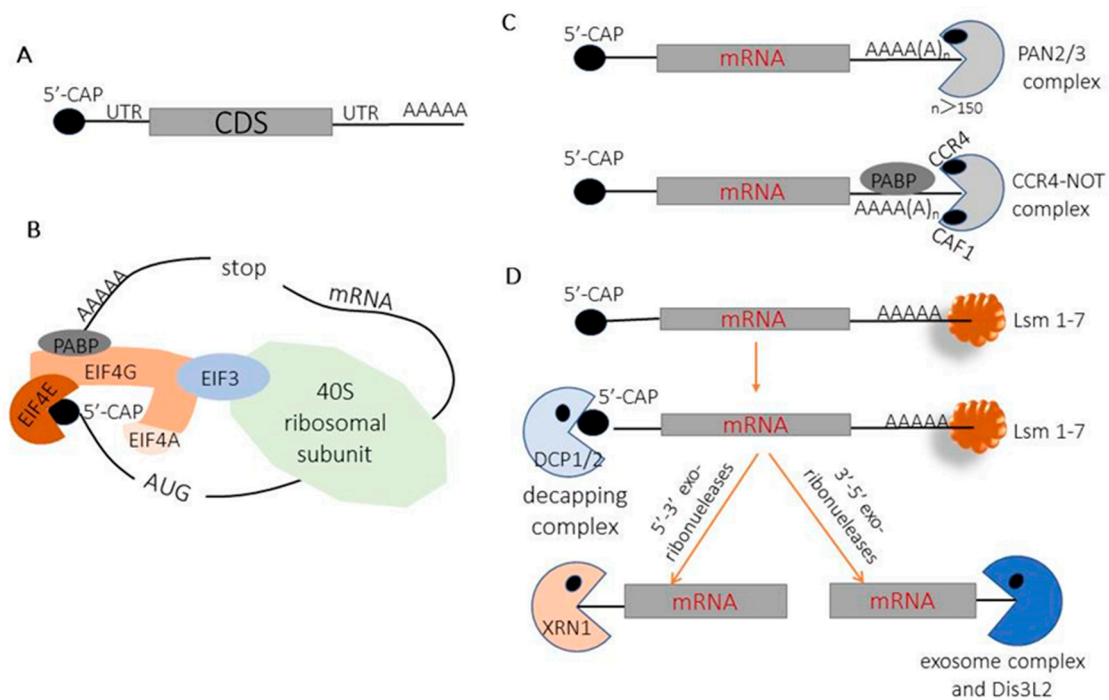 A
5’-CAP
UTR
CDS
UTR
AAAAA
B
AAAAA
stop
mRNA
PABP
EIF4G
EIF3
EIF4E
5’-CAP
EIF4A
40S
ribosomal
subunit
AUG
C
5’-CAP
mRNA
AAAA(A)n
PAN2/3
complex
n>150
5’-CAP
mRNA
PABP
AAAA(A)n
CCR4
CAF1
CCR4-NOT
complex
D
5’-CAP
mRNA
AAAAA
Lsm 1-7
5’-CAP
DCP1/2
decapping
complex
mRNA
AAAAA
Lsm 1-7
5’-3’ exo-
ribonueleases
3’-5’ exo-
ribonueleases
XRN1
mRNA
mRNA
exosome complex
and Dis3L2